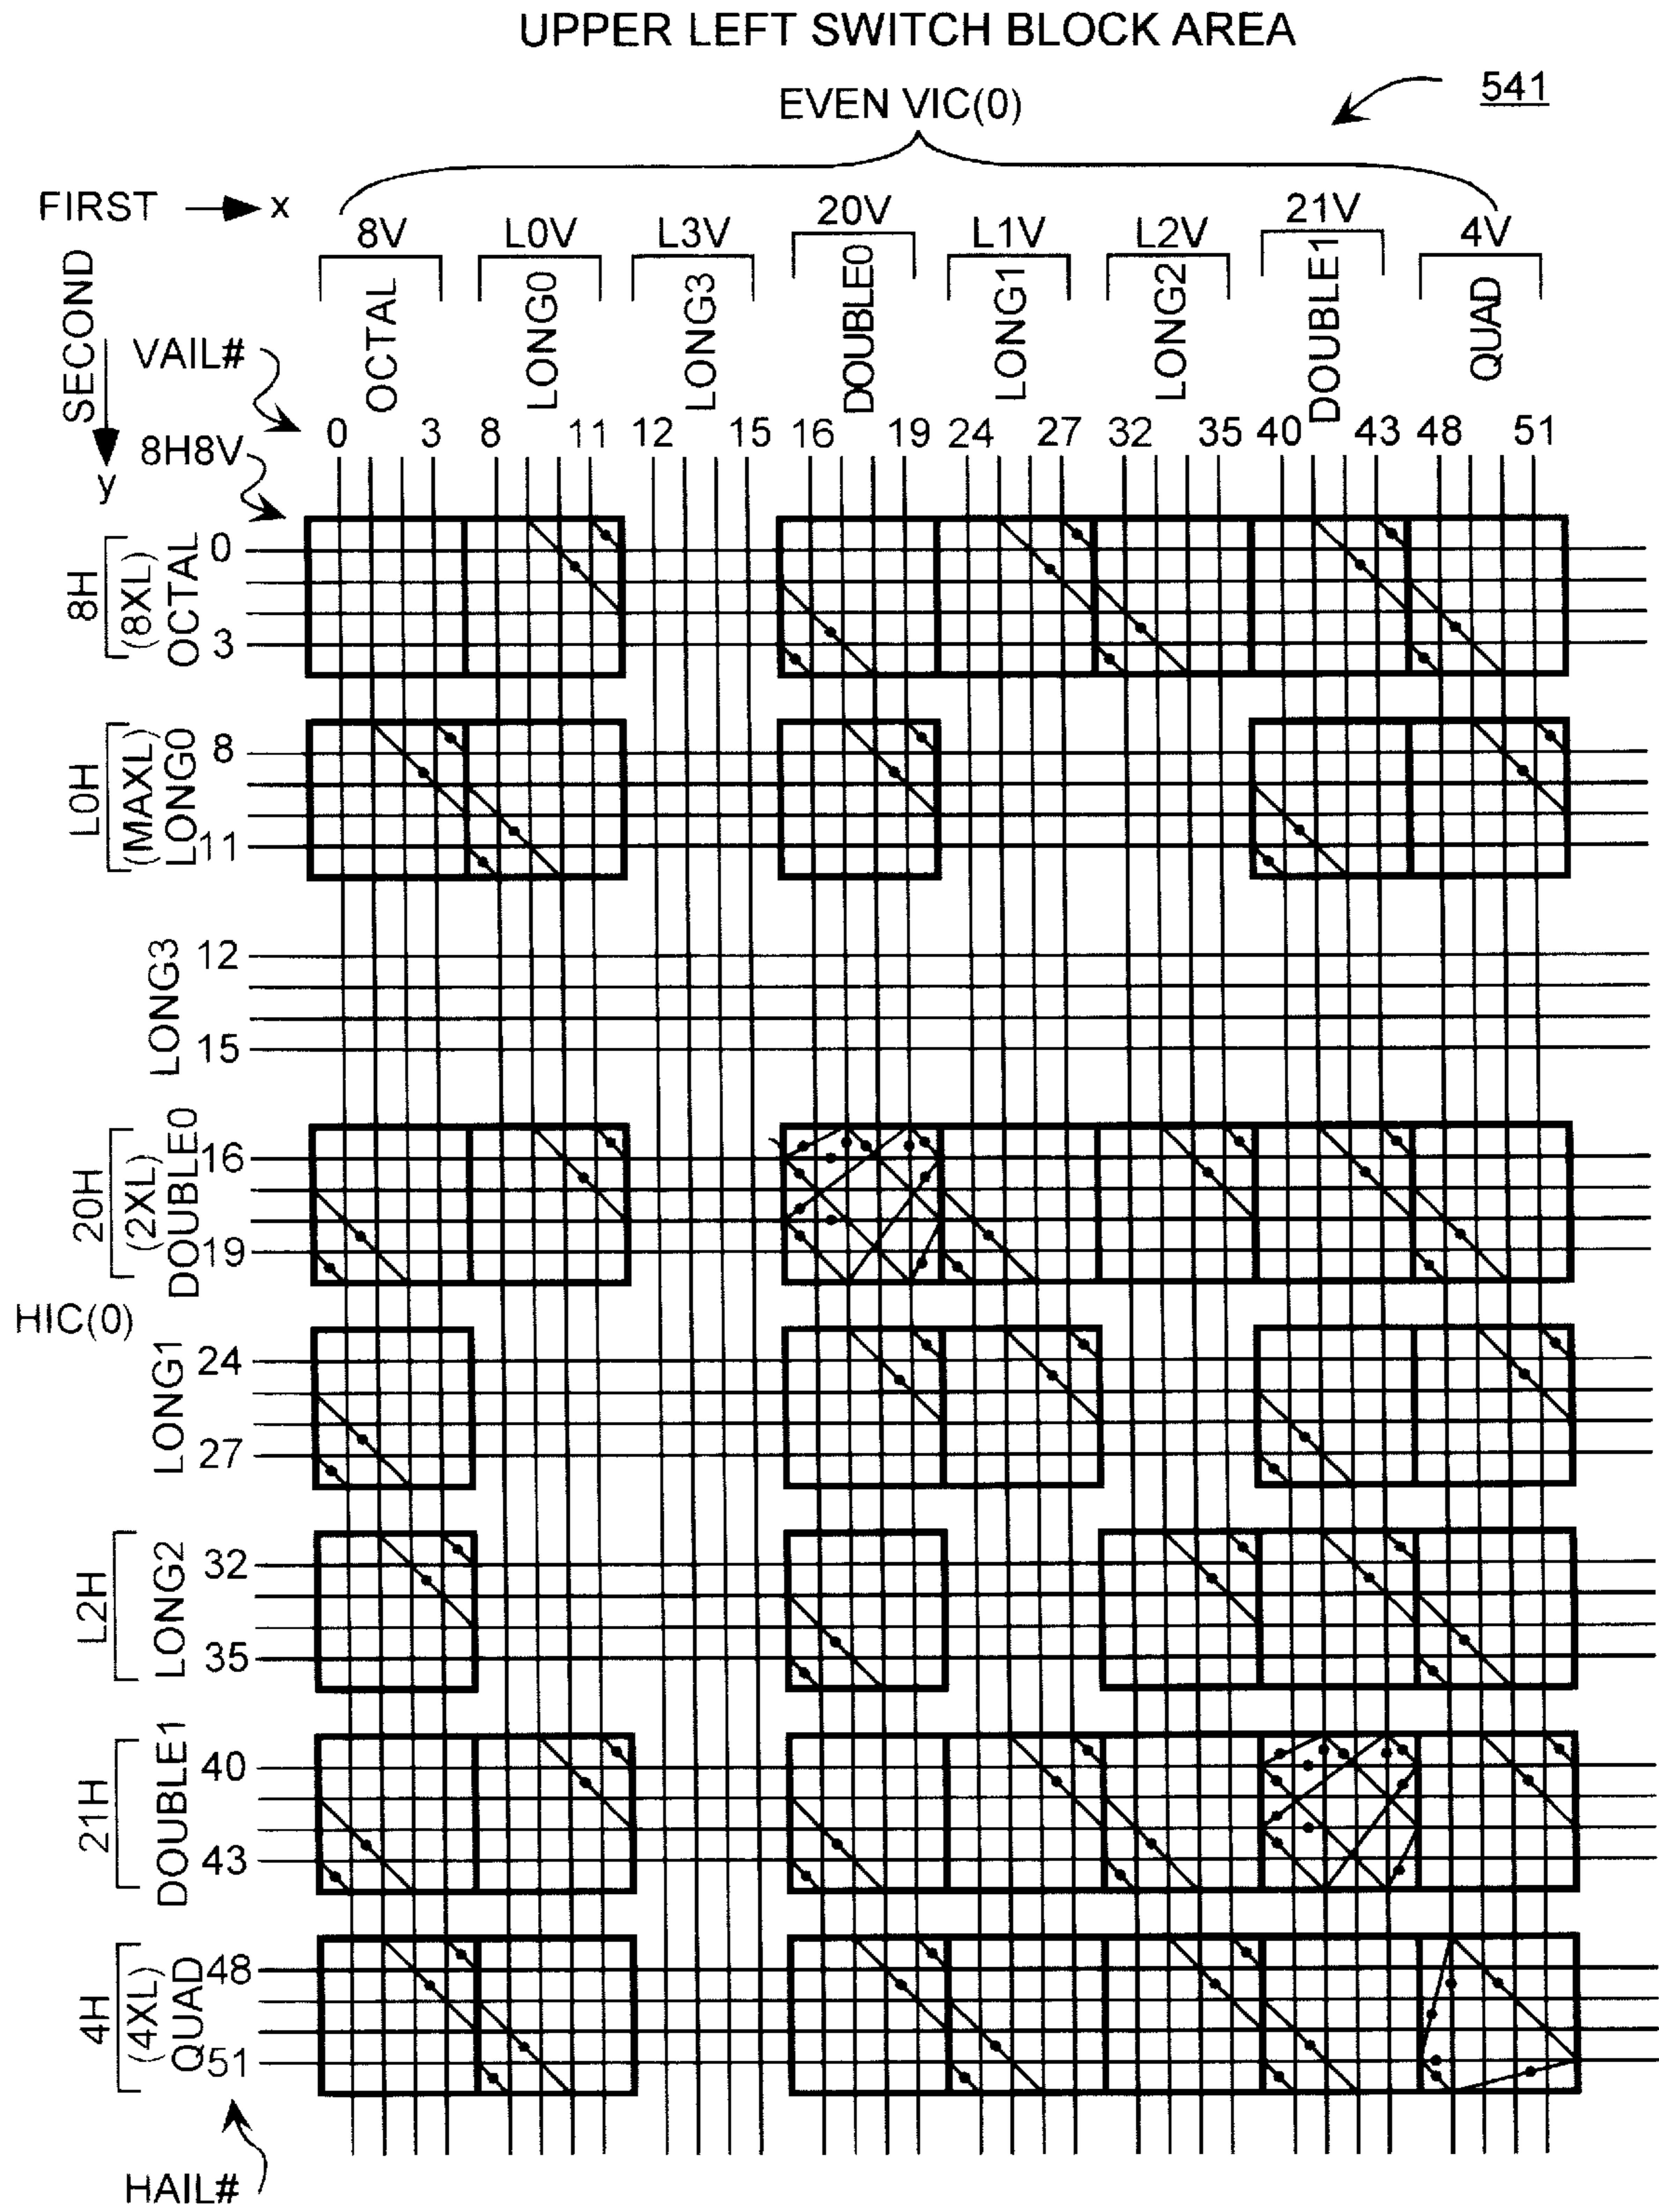 UPPER LEFT SWITCH BLOCK AREA
541
EVEN VIC(0)
FIRST x
SECOND
y
8V L0V L3V 20V L1V L2V 21V 4V
OCTAL LONG0 LONG3 DOUBLE0 LONG1 LONG2 DOUBLE1 QUAD
VAIL#
0 3 8 11 12 15 16 19 24 27 32 35 40 43 48 51
8H8V
8H
(8XL)
OCTAL
0
3
L0H
(MAXL)
LONG0
8
11
LONG3
12
15
20H
(2XL)
DOUBLE0
16
19
HIC(0)
LONG1
24
27
L2H
LONG2
32
35
21H
DOUBLE1
40
43
4H
(4XL)
QUAD
48
51
HAIL#